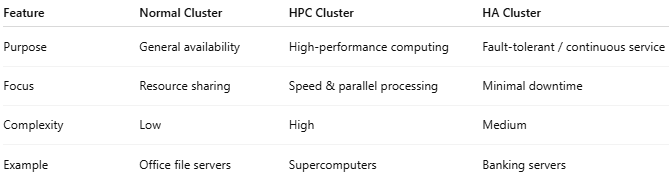 Feature Normal Cluster HPC Cluster HA Cluster
Purpose General availability High-performance computing Fault-tolerant / continuous service
Focus Resource sharing Speed & parallel processing Minimal downtime
Complexity Low High Medium
Example Office file servers Supercomputers Banking servers